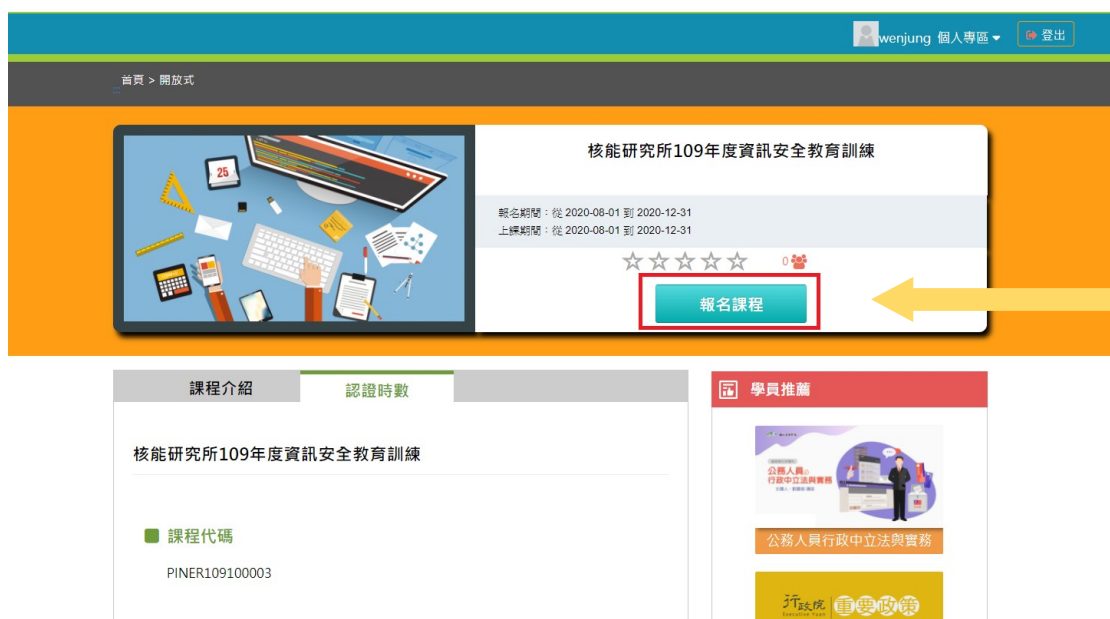 wenjung 個人專區 登出
首頁 > 開放式
25
核能研究所109年度資訊安全教育訓練
報名期間：從 2020-08-01 到 2020-12-31
上課期間：從 2020-08-01 到 2020-12-31
0
報名課程
課程介紹
認證時數
核能研究所109年度資訊安全教育訓練
課程代碼
PINER109100003
學員推薦
公務人員の
行政中立法與實務
公務人員行政中立法與實務
行政院
Executive Yuan
重要政策